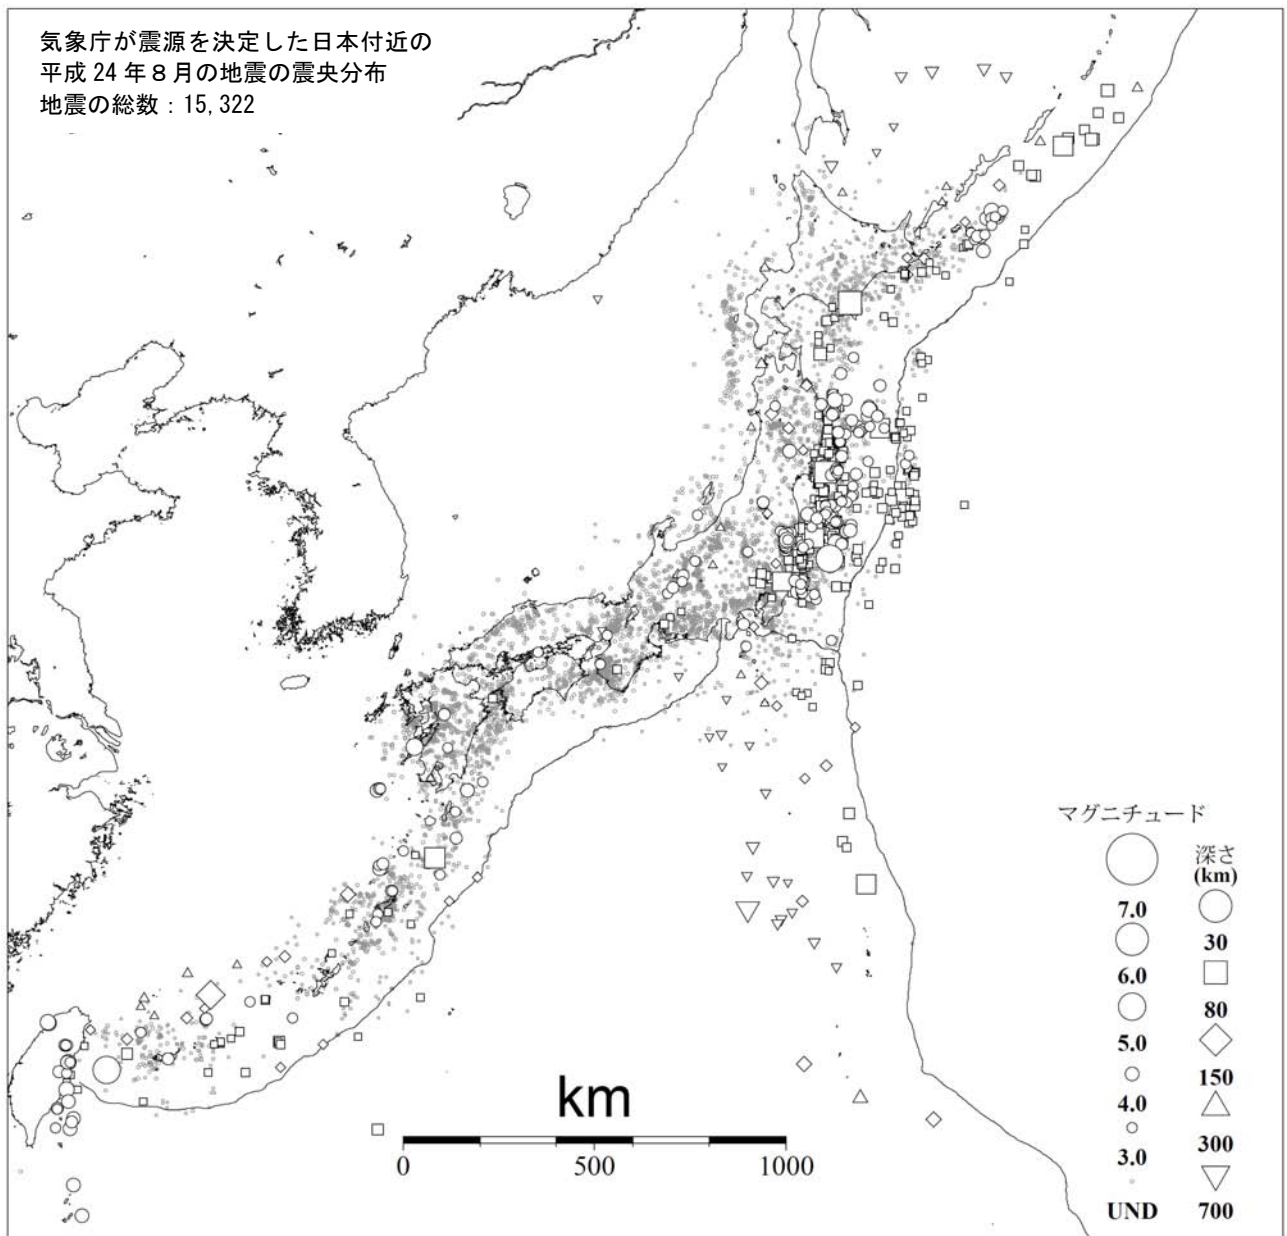 気象庁が震源を決定した日本付近の
平成24年8月の地震の震央分布
地震の総数：15,322
マグニチュード
深さ
(km)
7.0
30
6.0
80
5.0
150
4.0
300
3.0
UND 700
km
0 500 1000